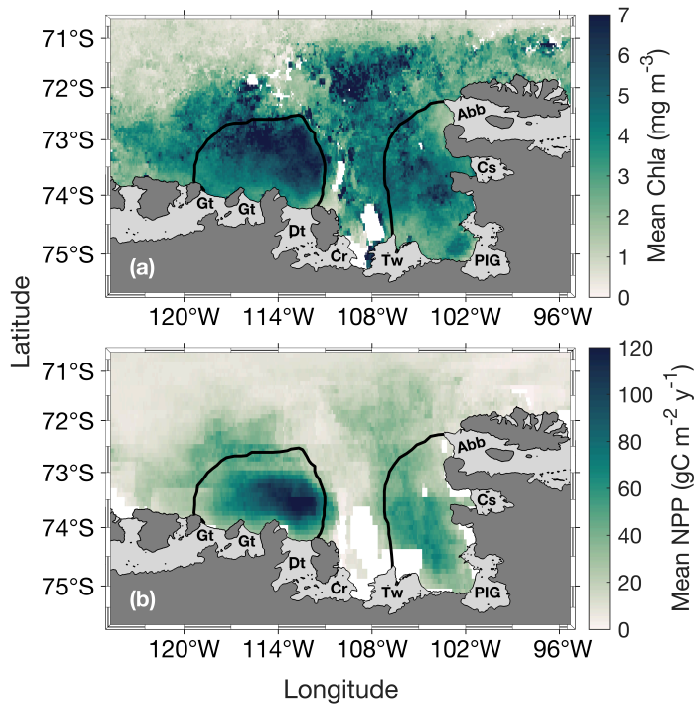 71°S
72°S
73°S
74°S
75°S
Abb
Cs
Gt
Gt
Dt
Cr
Tw
PIG
(a)
120°W 114°W 108°W 102°W 96°W
7
6
5
4
3
2
1
0
Mean Chla (mg m⁻³)
Latitude
71°S
72°S
73°S
74°S
75°S
Abb
Cs
Gt
Gt
Dt
Cr
Tw
PIG
(b)
120°W 114°W 108°W 102°W 96°W
120
100
80
60
40
20
0
Mean NPP (gC m⁻² y⁻¹)
Longitude